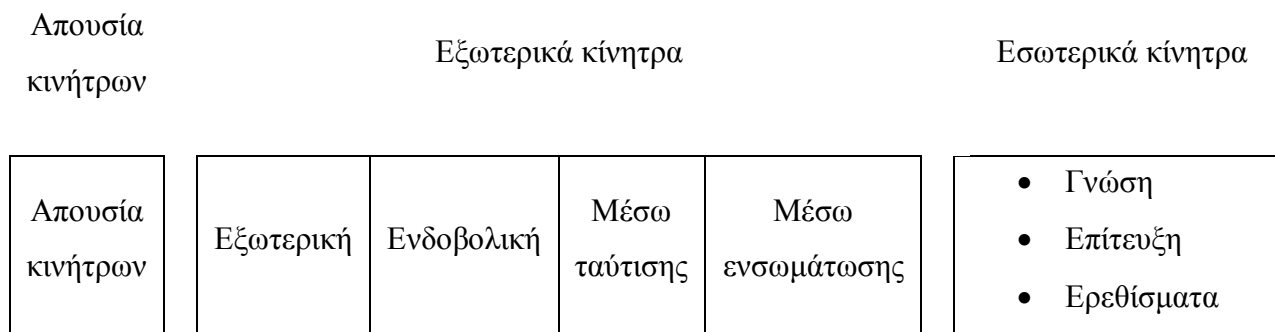 Απουσία
κινήτρων
Εξωτερικά κίνητρα
Εσωτερικά κίνητρα
Απουσία
κινήτρων
Εξωτερική
Ενδοβολική
Μέσω
ταύτισης
Μέσω
ενσωμάτωσης
• Γνώση
• Επίτευξη
• Ερεθίσματα